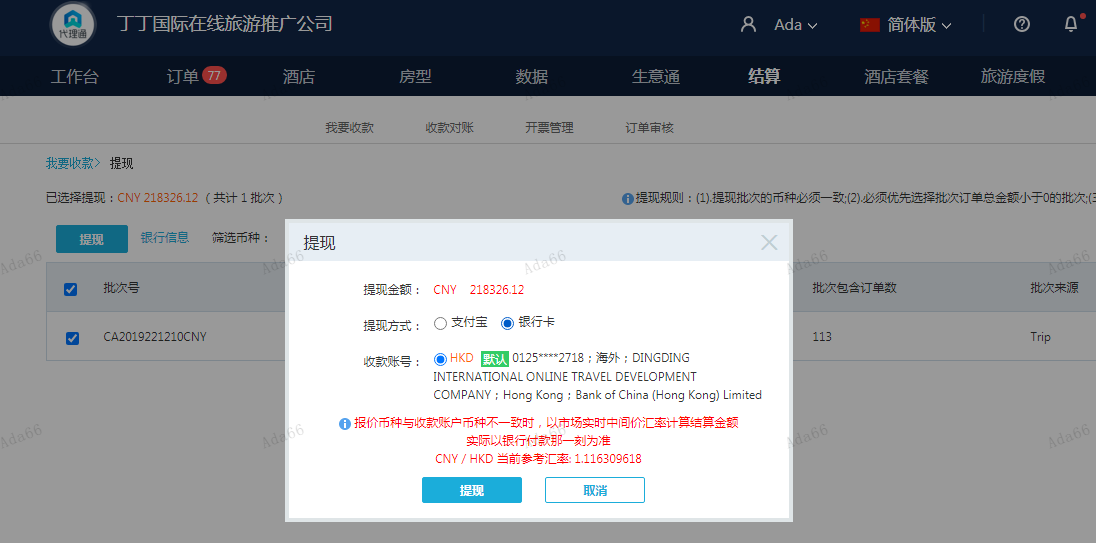 代理通
丁丁国际在线旅游推广公司
Ada
简体版
工作台
订单 77
酒店
房型
数据
生意通
结算
酒店套餐
旅游度假
我要收款
收款对账
开票管理
订单审核
我要收款> 提现
已选择提现：CNY 218326.12 （ 共计 1 批次 ）
提现规则：(1).提现批次的币种必须一致;(2).必须优先选择批次订单总金额小于0的批次;(3
提现
银行信息
筛选币种：
批次号
批次包含订单数
批次来源
CA2019221210CNY
113
Trip
提现
提现金额： CNY 218326.12
提现方式： 支付宝 银行卡
收款账号： HKD 默认 0125****2718；海外；DINGDING
INTERNATIONAL ONLINE TRAVEL DEVELOPMENT
COMPANY；Hong Kong；Bank of China (Hong Kong) Limited
报价币种与收款账户币种不一致时，以市场实时中间价汇率计算结算金额
实际以银行付款那一刻为准
CNY / HKD 当前参考汇率: 1.116309618
提现
取消
Ada66
Ada66
Ada66
Ada66
Ada66
Ada66
Ada66
Ada66